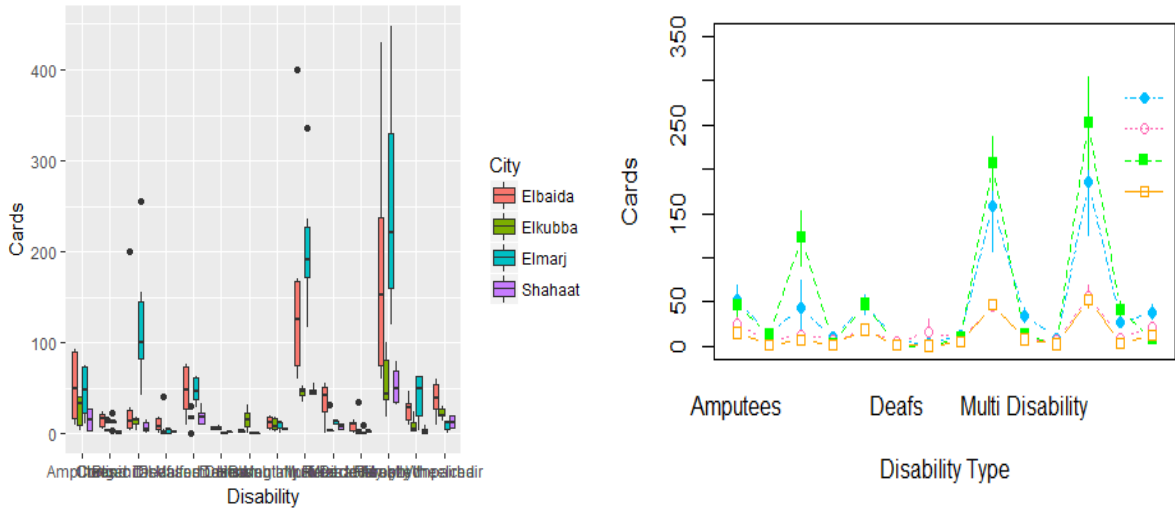 400
300
200
100
0
Cards
Disability
City
Elbaida
Elkubba
Elmarj
Shahaat
350
250
150
50
0
Cards
Amputees
Deafs
Multi Disability
Disability Type